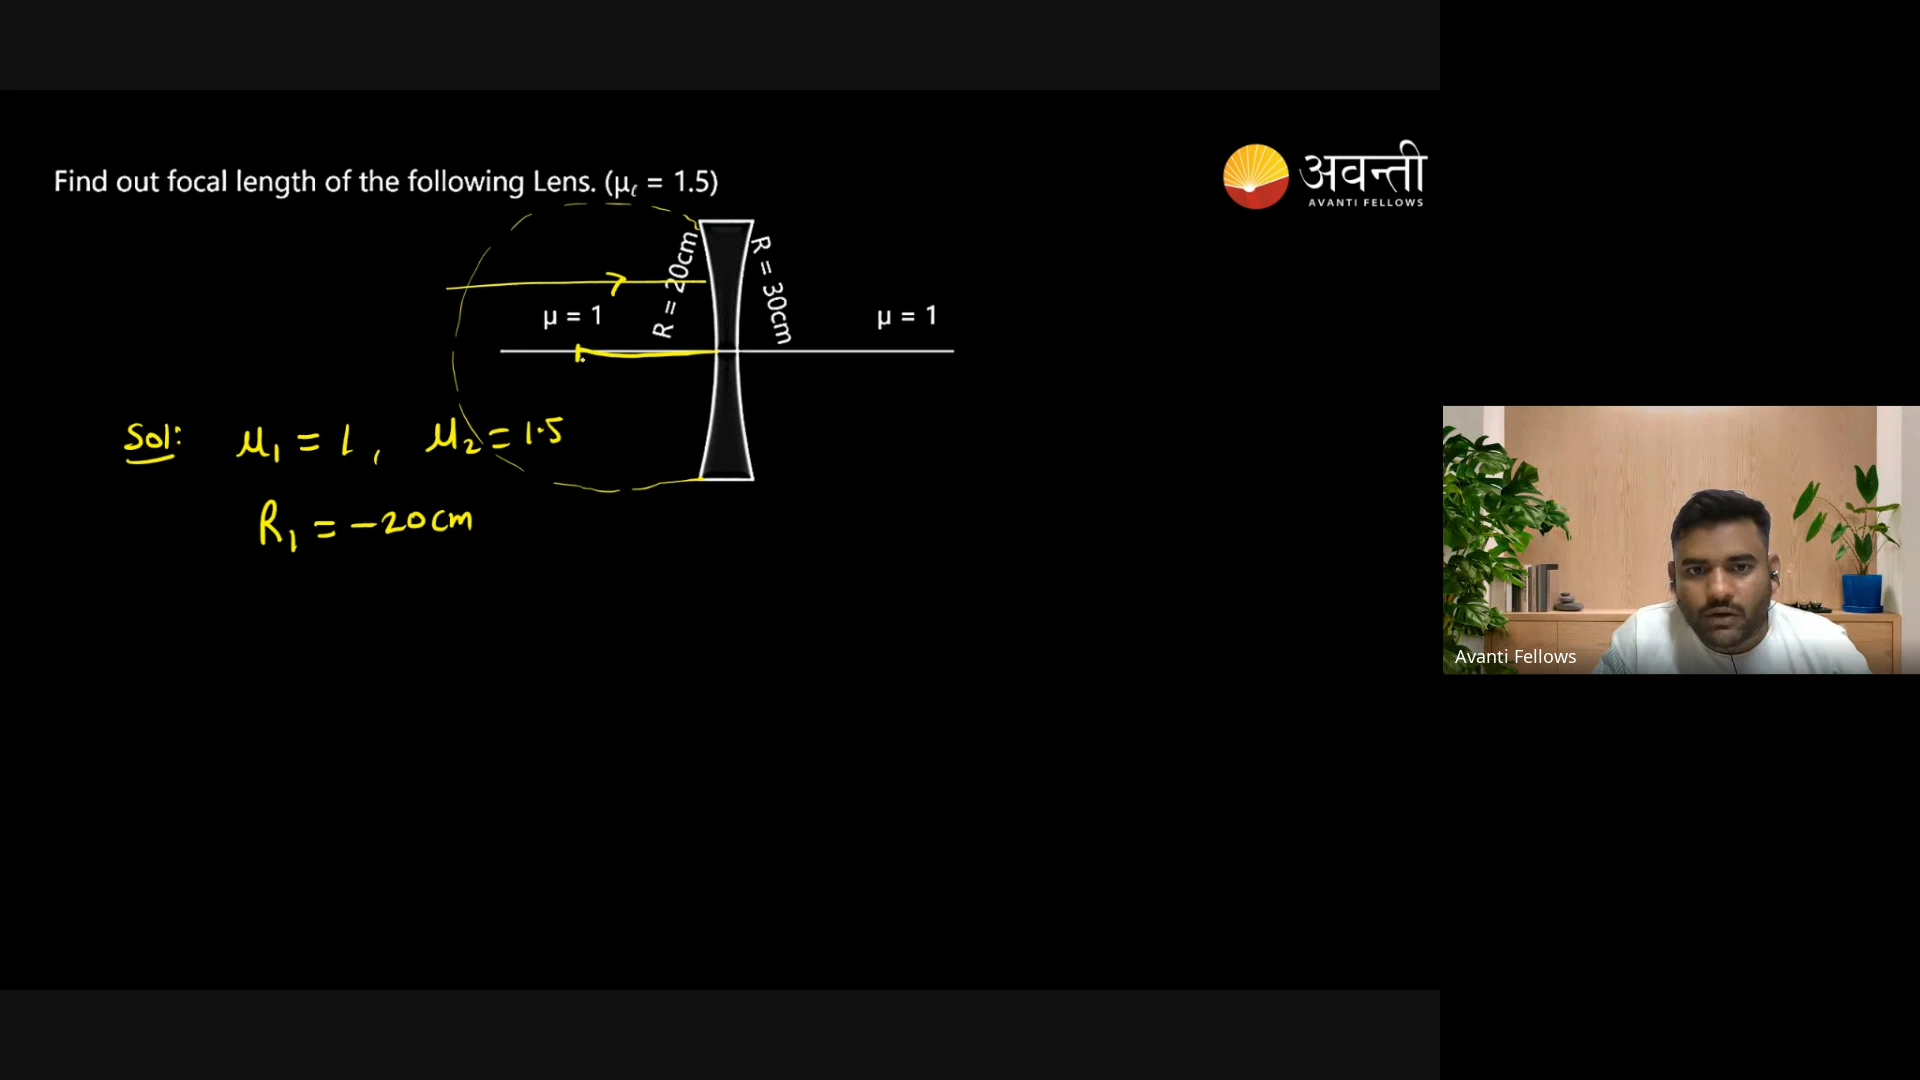 अवन्ती
AVANTI FELLOWS
Find out focal length of the following Lens. (μℓ = 1.5)
R = 20cm
R = 30cm
μ = 1
μ = 1
Sol: μ₁ = 1, μ₂ = 1.5
R₁ = -20cm
Avanti Fellows